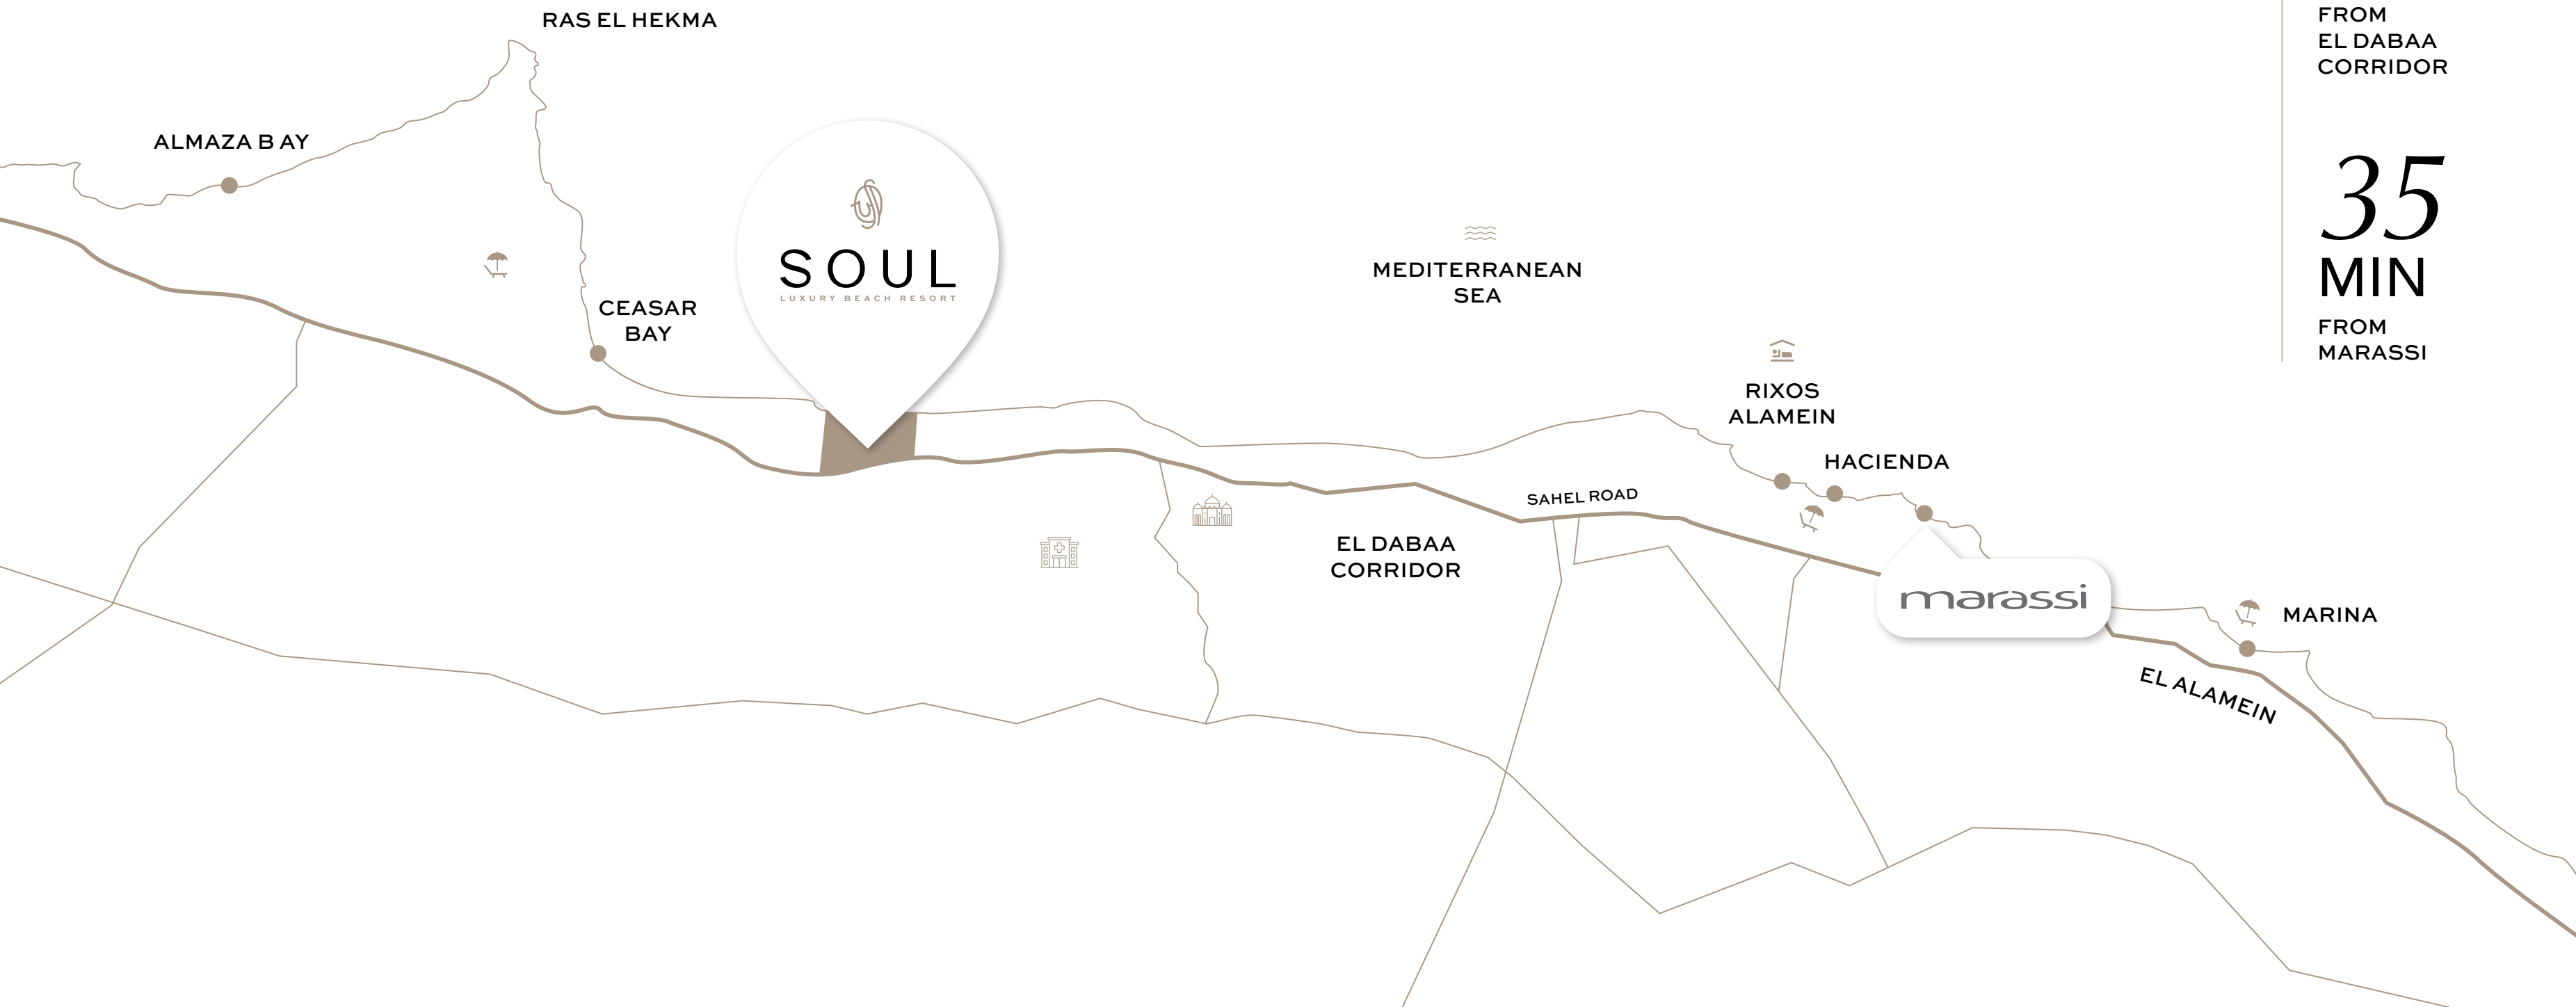 RAS EL HEKMA
ALMAZA B AY
SOUL
LUXURY BEACH RESORT
CEASAR
BAY
MEDITERRANEAN
SEA
FROM
EL DABAA
CORRIDOR
35
MIN
FROM
MARASSI
RIXOS
ALAMEIN
HACIENDA
SAHEL ROAD
EL DABAA
CORRIDOR
marassi
MARINA
EL ALAMEIN